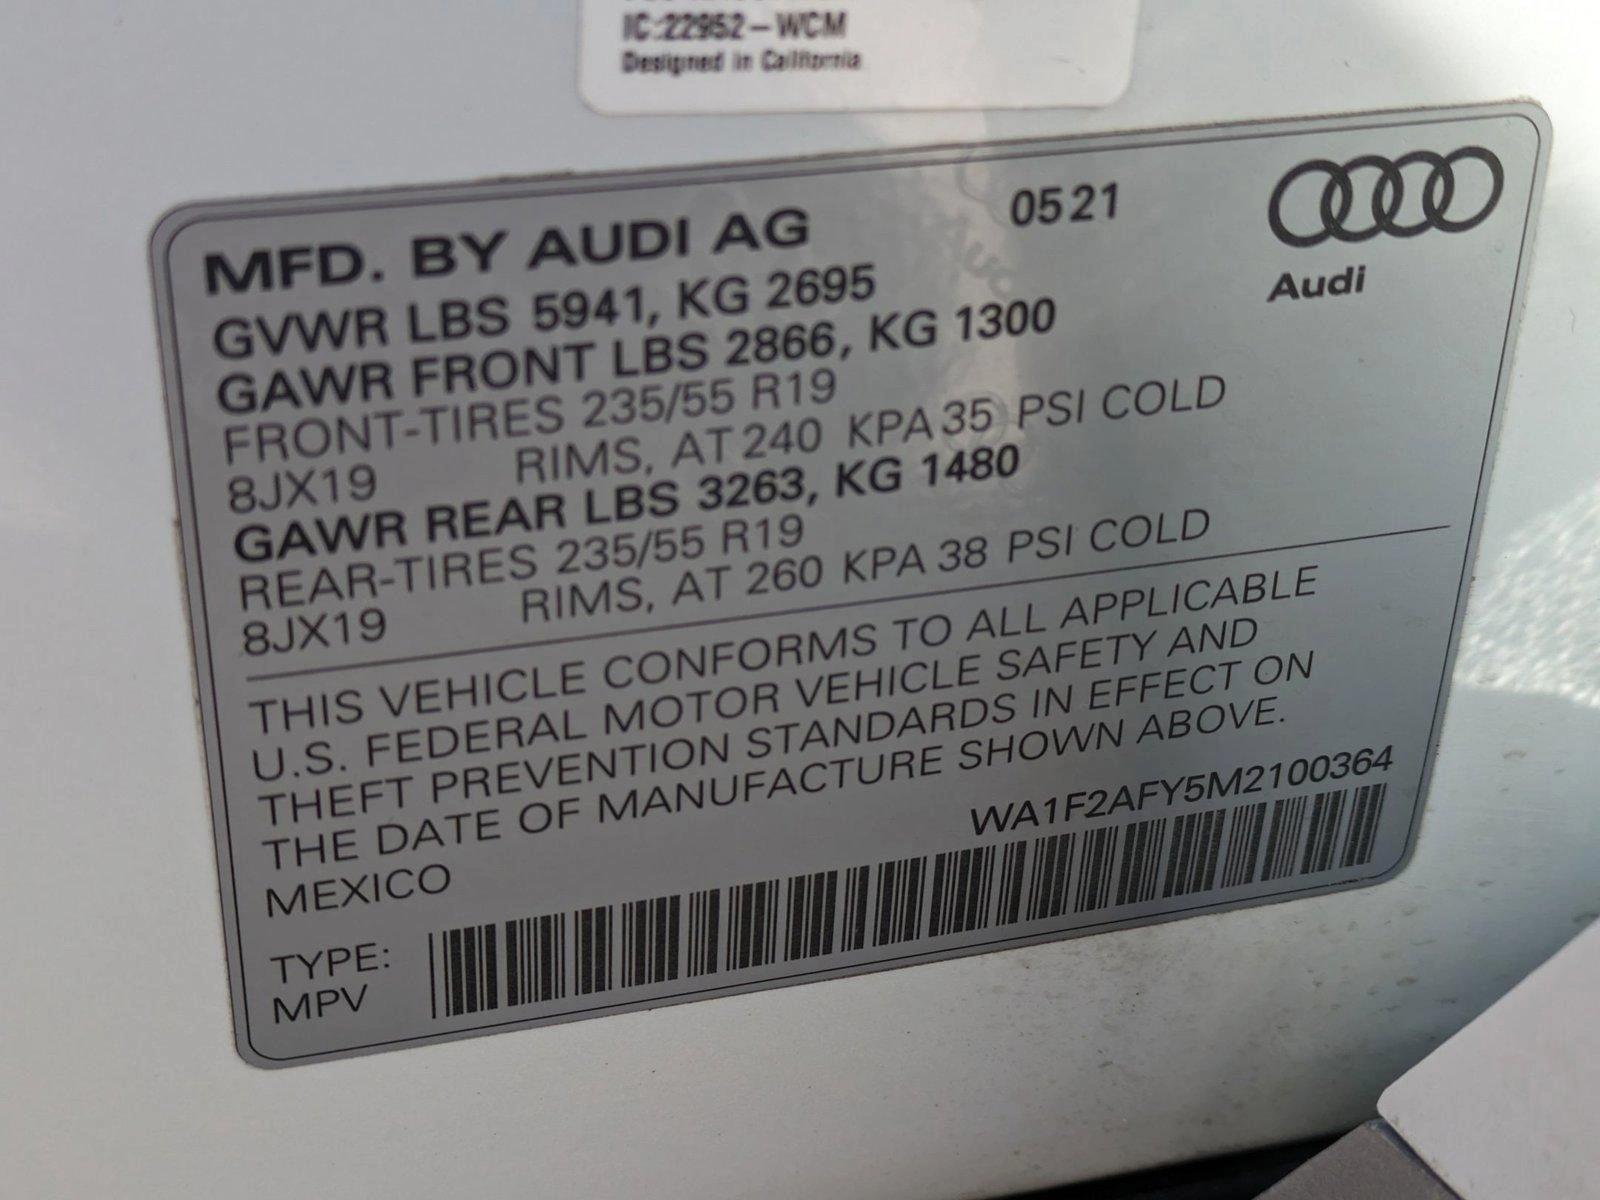 IC:22952-WCM
Designed in California
MFD. BY AUDI AG 0521
Audi
GVWR LBS 5941, KG 2695
GAWR FRONT LBS 2866, KG 1300
FRONT-TIRES 235/55 R19
8JX19 RIMS, AT 240 KPA 35 PSI COLD
GAWR REAR LBS 3263, KG 1480
REAR-TIRES 235/55 R19
8JX19 RIMS, AT 260 KPA 38 PSI COLD
THIS VEHICLE CONFORMS TO ALL APPLICABLE
U.S. FEDERAL MOTOR VEHICLE SAFETY AND
THEFT PREVENTION STANDARDS IN EFFECT ON
THE DATE OF MANUFACTURE SHOWN ABOVE.
MEXICO WA1F2AFY5M2100364
TYPE:
MPV